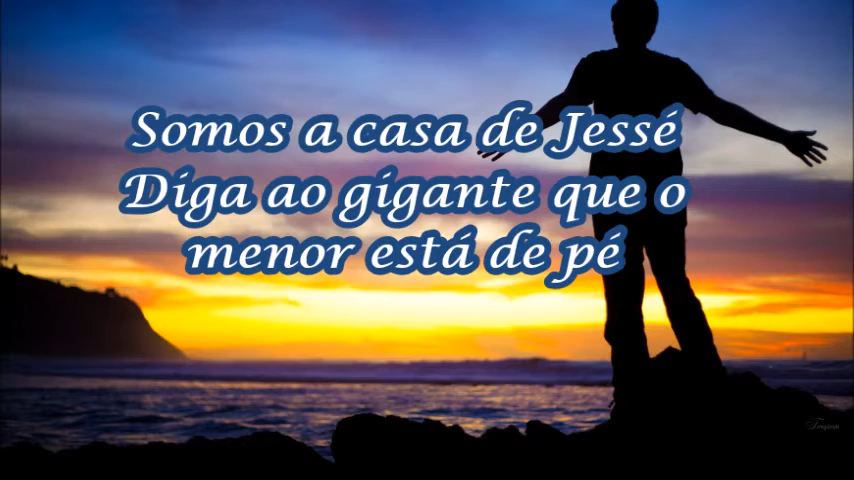 Somos a casa de Jessé
Diga ao gigante que o
menor está de pé